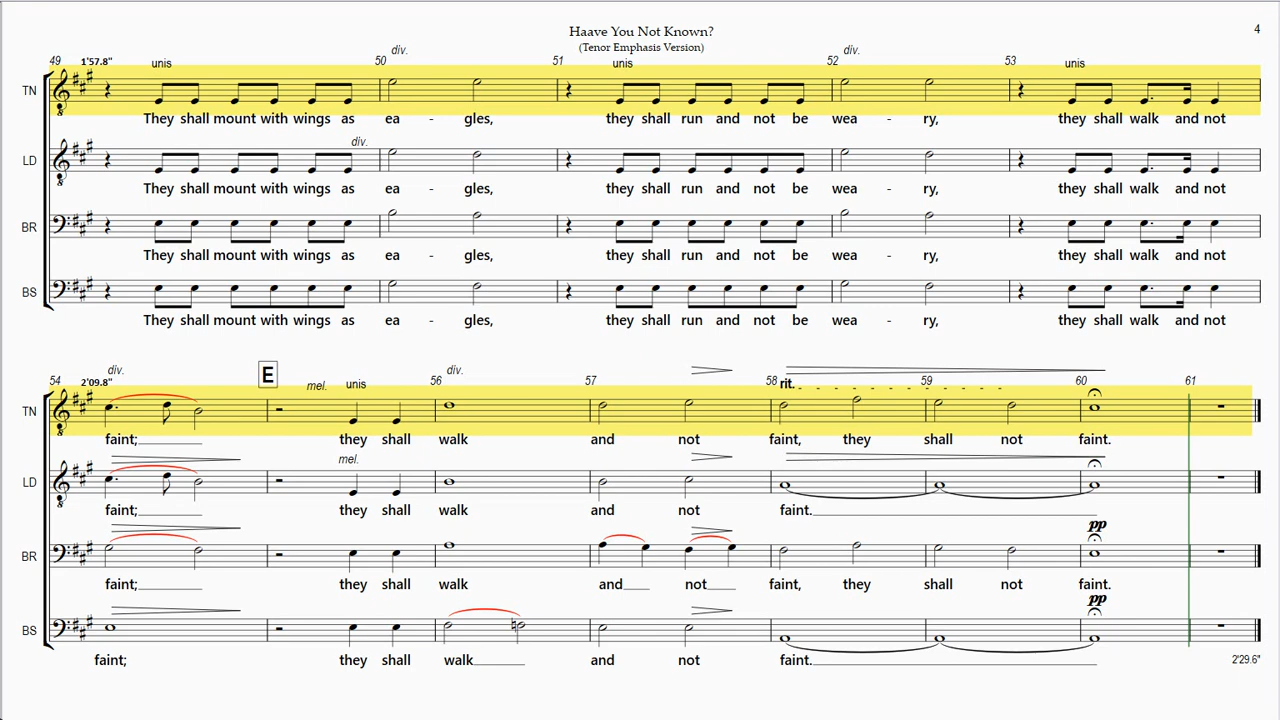 Haave You Not Known?
4
(Tenor Emphasis Version)
49 1'57.8" unis 50 div. 51 unis 52 div. 53 unis
TN
They shall mount with wings as ea - gles, they shall run and not be wea - ry, they shall walk and not
div.
LD
They shall mount with wings as ea - gles, they shall run and not be wea - ry, they shall walk and not
BR
They shall mount with wings as ea - gles, they shall run and not be wea - ry, they shall walk and not
BS
They shall mount with wings as ea - gles, they shall run and not be wea - ry, they shall walk and not
54 div. 2'09.8" E mel. unis 56 div. 57 58 rit. 59 60 61
TN
faint; they shall walk and not faint, they shall not faint.
mel.
LD
faint; they shall walk and not faint.
pp
BR
faint; they shall walk and not faint, they shall not faint.
pp
BS
faint; they shall walk and not faint.
2'29.6"